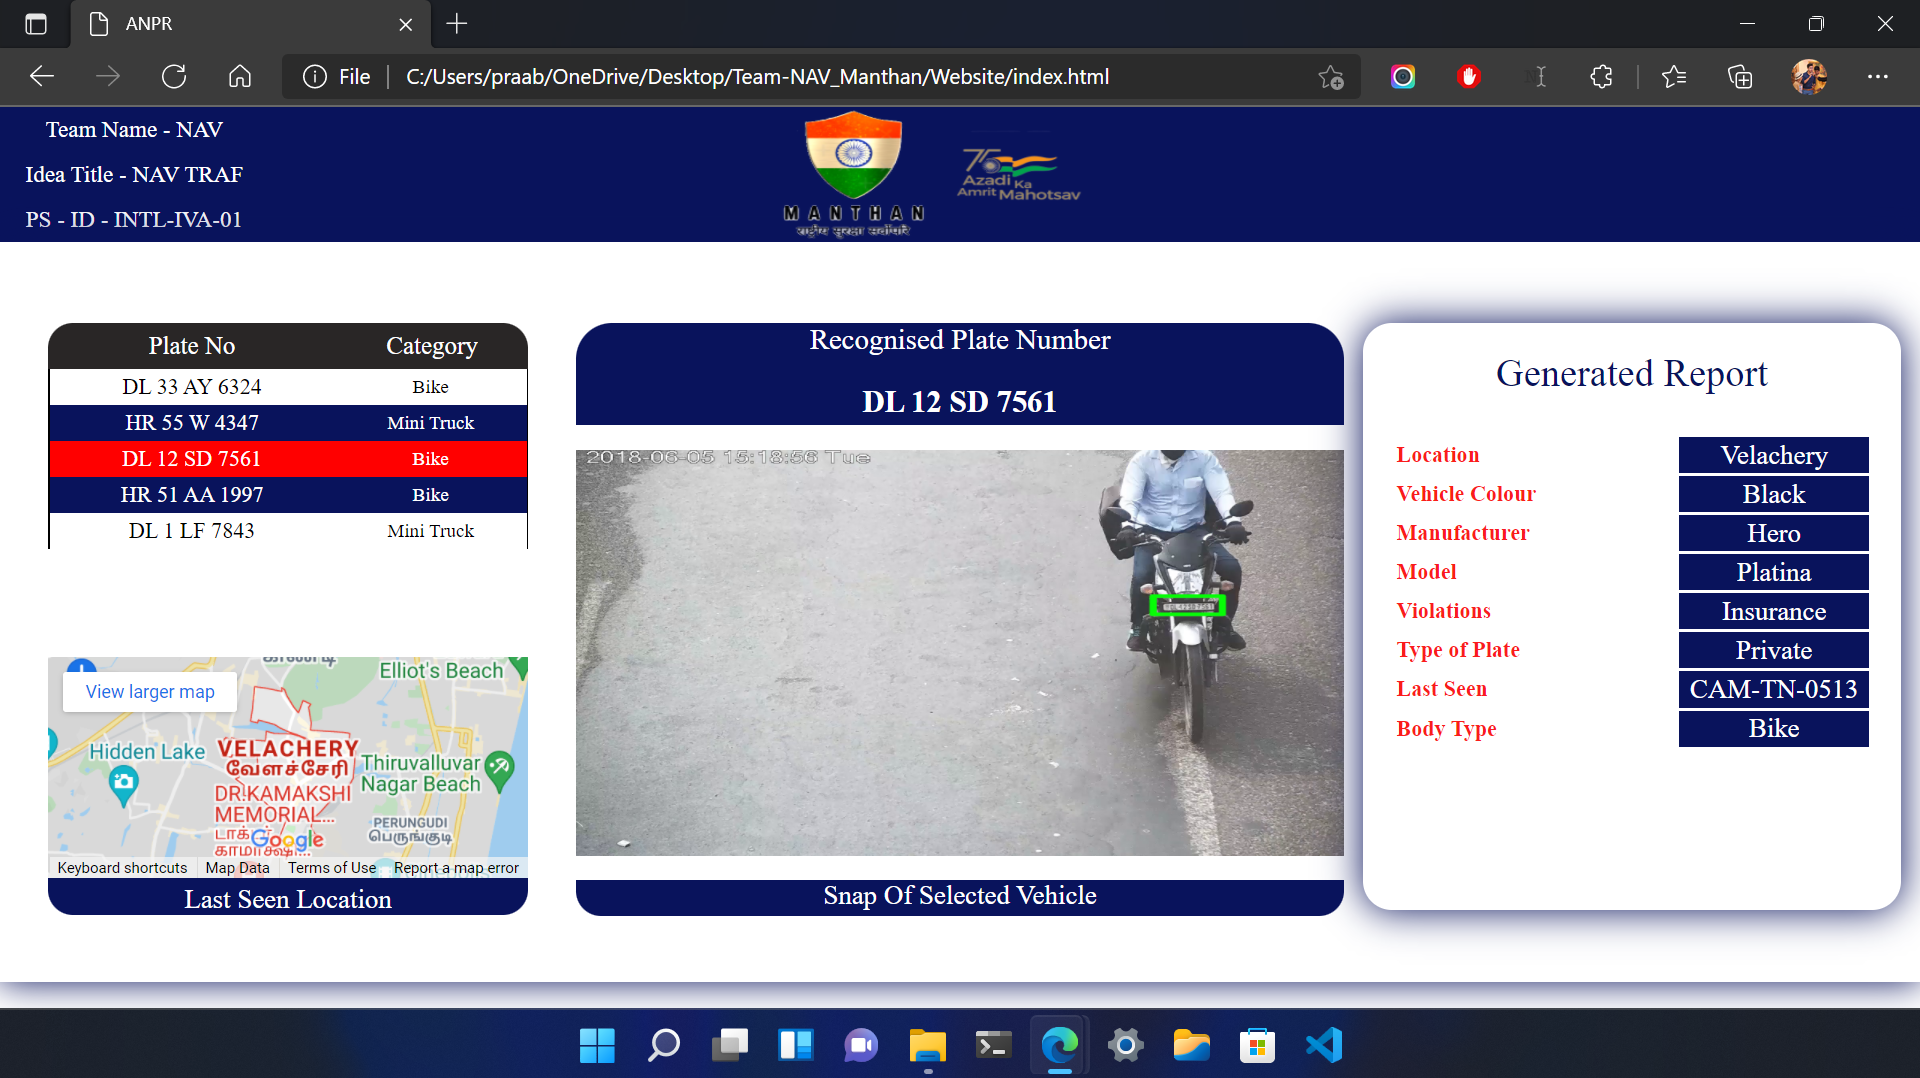 ANPR
File
C:/Users/praab/OneDrive/Desktop/Team-NAV_Manthan/Website/index.html
Team Name - NAV
Idea Title - NAV TRAF
PS - ID - INTL-IVA-01
MANTHAN
राष्ट्रीय सुरक्षा सर्वोपरि
75
Azadi Ka
Amrit Mahotsav
Plate No Category
DL 33 AY 6324 Bike
HR 55 W 4347 Mini Truck
DL 12 SD 7561 Bike
HR 51 AA 1997 Bike
DL 1 LF 7843 Mini Truck
View larger map
Elliot's Beach
Hidden Lake
VELACHERY
வேளச்சேரி
Thiruvalluvar
Nagar Beach
DR.KAMAKSHI
MEMORIAL...
PERUNGUDI
பெருங்குடி
Google
Keyboard shortcuts Map Data Terms of Use Report a map error
Last Seen Location
Recognised Plate Number
DL 12 SD 7561
2018-06-05 15:18:56 Tue
DL12SD7561
Snap Of Selected Vehicle
Generated Report
Location Velachery
Vehicle Colour Black
Manufacturer Hero
Model Platina
Violations Insurance
Type of Plate Private
Last Seen CAM-TN-0513
Body Type Bike